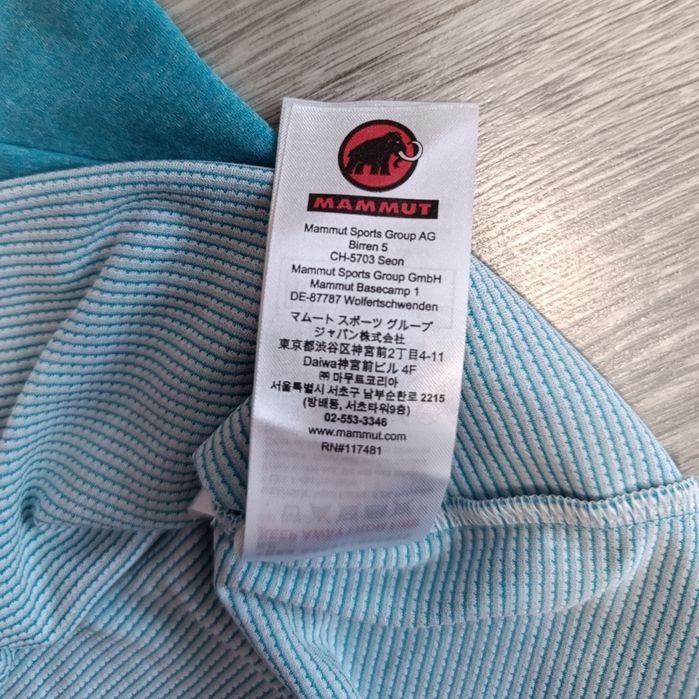 MAMMUT
Mammut Sports Group AG
Birren 5
CH-5703 Seon
Mammut Sports Group GmbH
Mammut Basecamp 1
DE-87787 Wolfertschwenden
マムート スポーツ グループ
ジャパン株式会社
東京都渋谷区神宮前2丁目4-11
Daiwa神宮前ビル 4F
㈜ 마무트코리아
서울특별시 서초구 남부순환로 2215
(방배동, 서초타워9층)
02-553-3346
www.mammut.com
RN#117481